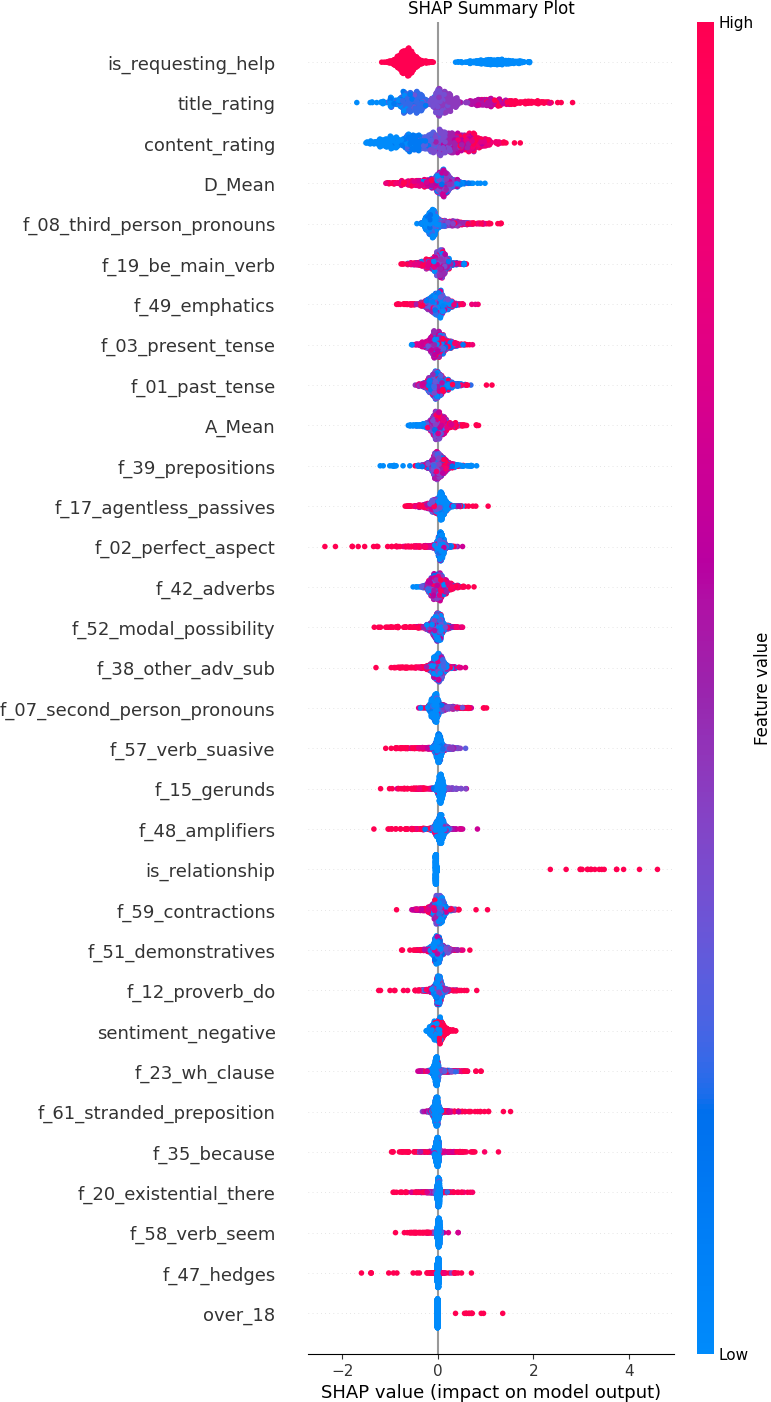 SHAP Summary Plot
High
is_requesting_help
title_rating
content_rating
D_Mean
f_08_third_person_pronouns
f_19_be_main_verb
f_49_emphatics
f_03_present_tense
f_01_past_tense
A_Mean
f_39_prepositions
f_17_agentless_passives
f_02_perfect_aspect
f_42_adverbs
f_52_modal_possibility
f_38_other_adv_sub
f_07_second_person_pronouns
f_57_verb_suasive
f_15_gerunds
f_48_amplifiers
is_relationship
f_59_contractions
f_51_demonstratives
f_12_proverb_do
sentiment_negative
f_23_wh_clause
f_61_stranded_preposition
f_35_because
f_20_existential_there
f_58_verb_seem
f_47_hedges
over_18
Feature value
Low
−2 0 2 4
SHAP value (impact on model output)